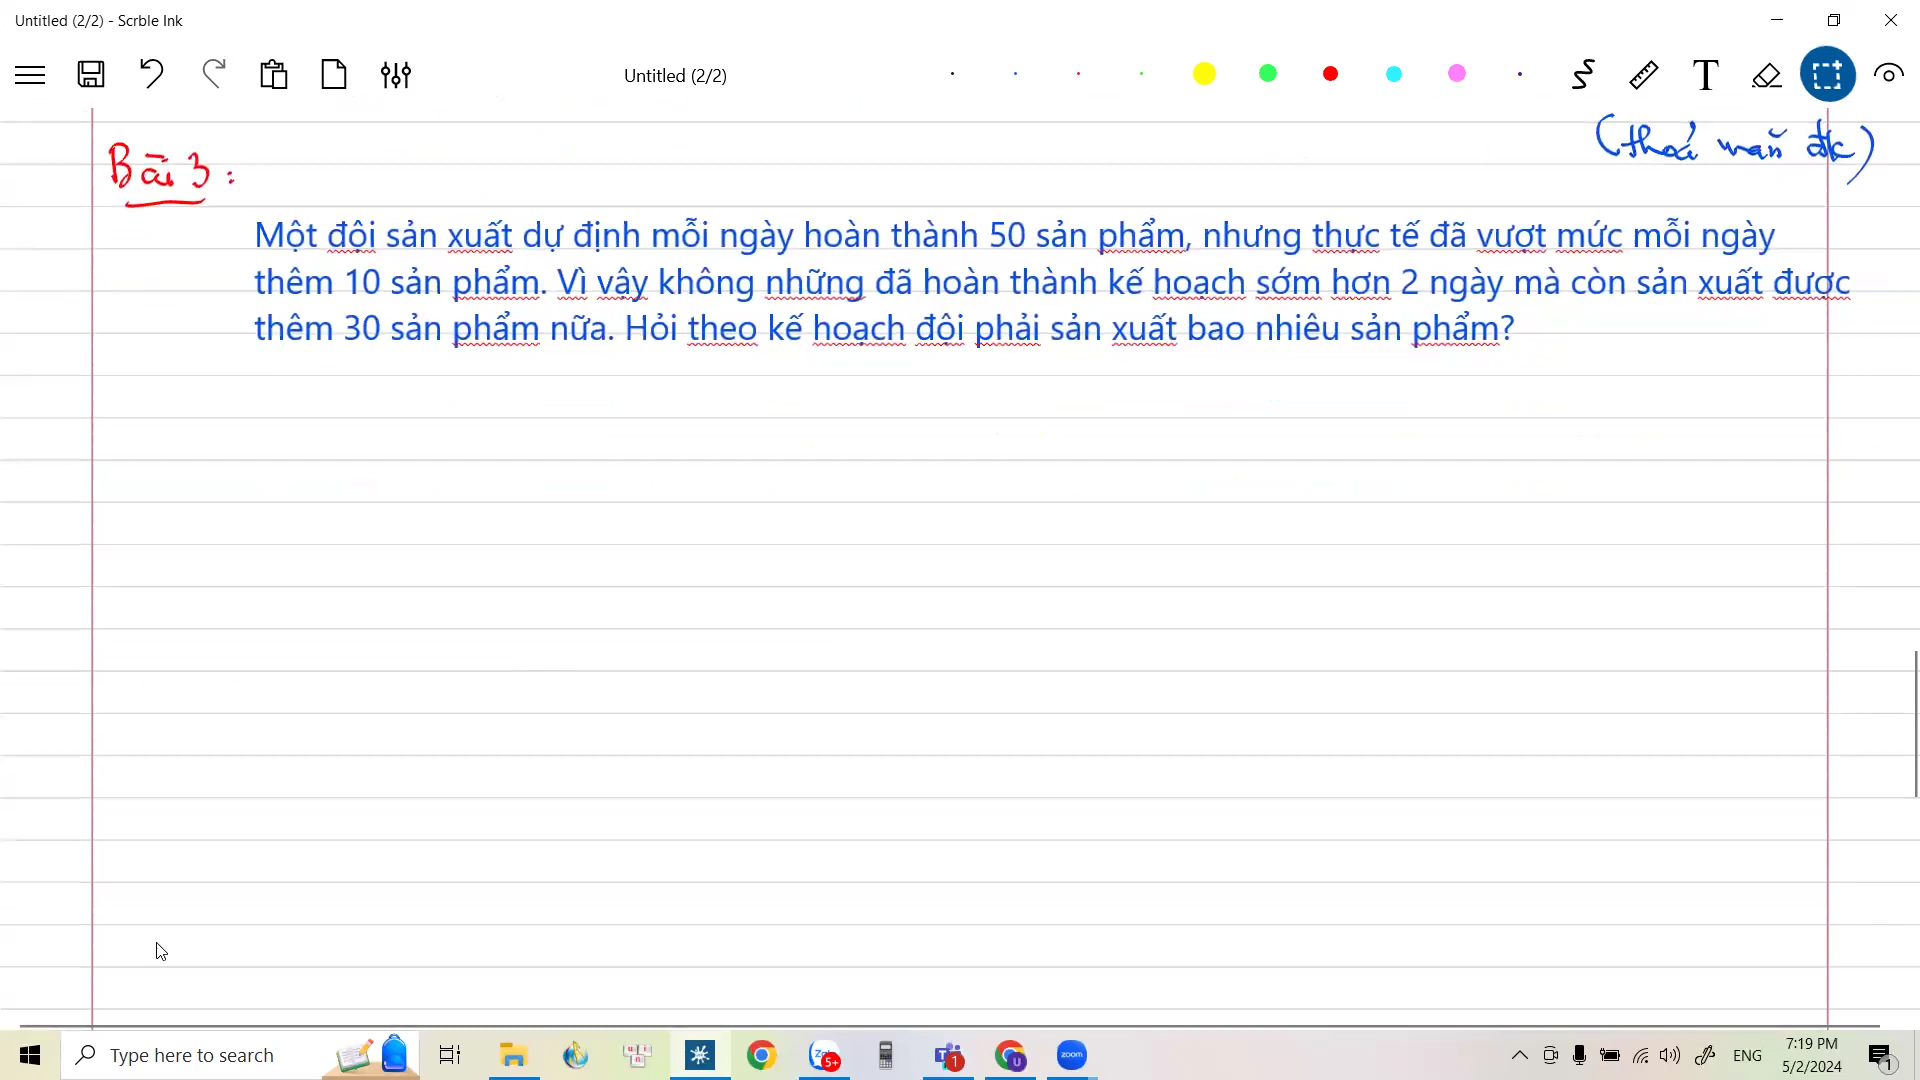 Untitled (2/2) - Scrble Ink
Untitled (2/2)
T
(thoả mãn đk)
Bài 3:
Một đội sản xuất dự định mỗi ngày hoàn thành 50 sản phẩm, nhưng thực tế đã vượt mức mỗi ngày
thêm 10 sản phẩm. Vì vậy không những đã hoàn thành kế hoạch sớm hơn 2 ngày mà còn sản xuất được
thêm 30 sản phẩm nữa. Hỏi theo kế hoạch đội phải sản xuất bao nhiêu sản phẩm?
Type here to search
5+
1
U
zoom
ENG
7:19 PM
5/2/2024
1